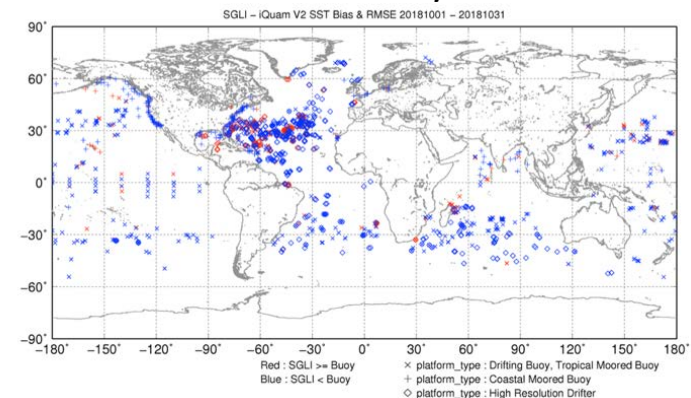 SGLI − iQuam V2 SST Bias & RMSE 20181001 − 20181031
90˚
60˚
30˚
0˚
−30˚
−60˚
−90˚
−180˚ −150˚ −120˚ −90˚ −60˚ −30˚ 0˚ 30˚ 60˚ 90˚ 120˚ 150˚ 180˚
Red : SGLI >= Buoy × platform_type : Drifting Buoy, Tropical Moored Buoy
Blue : SGLI < Buoy + platform_type : Coastal Moored Buoy
◇ platform_type : High Resolution Drifter